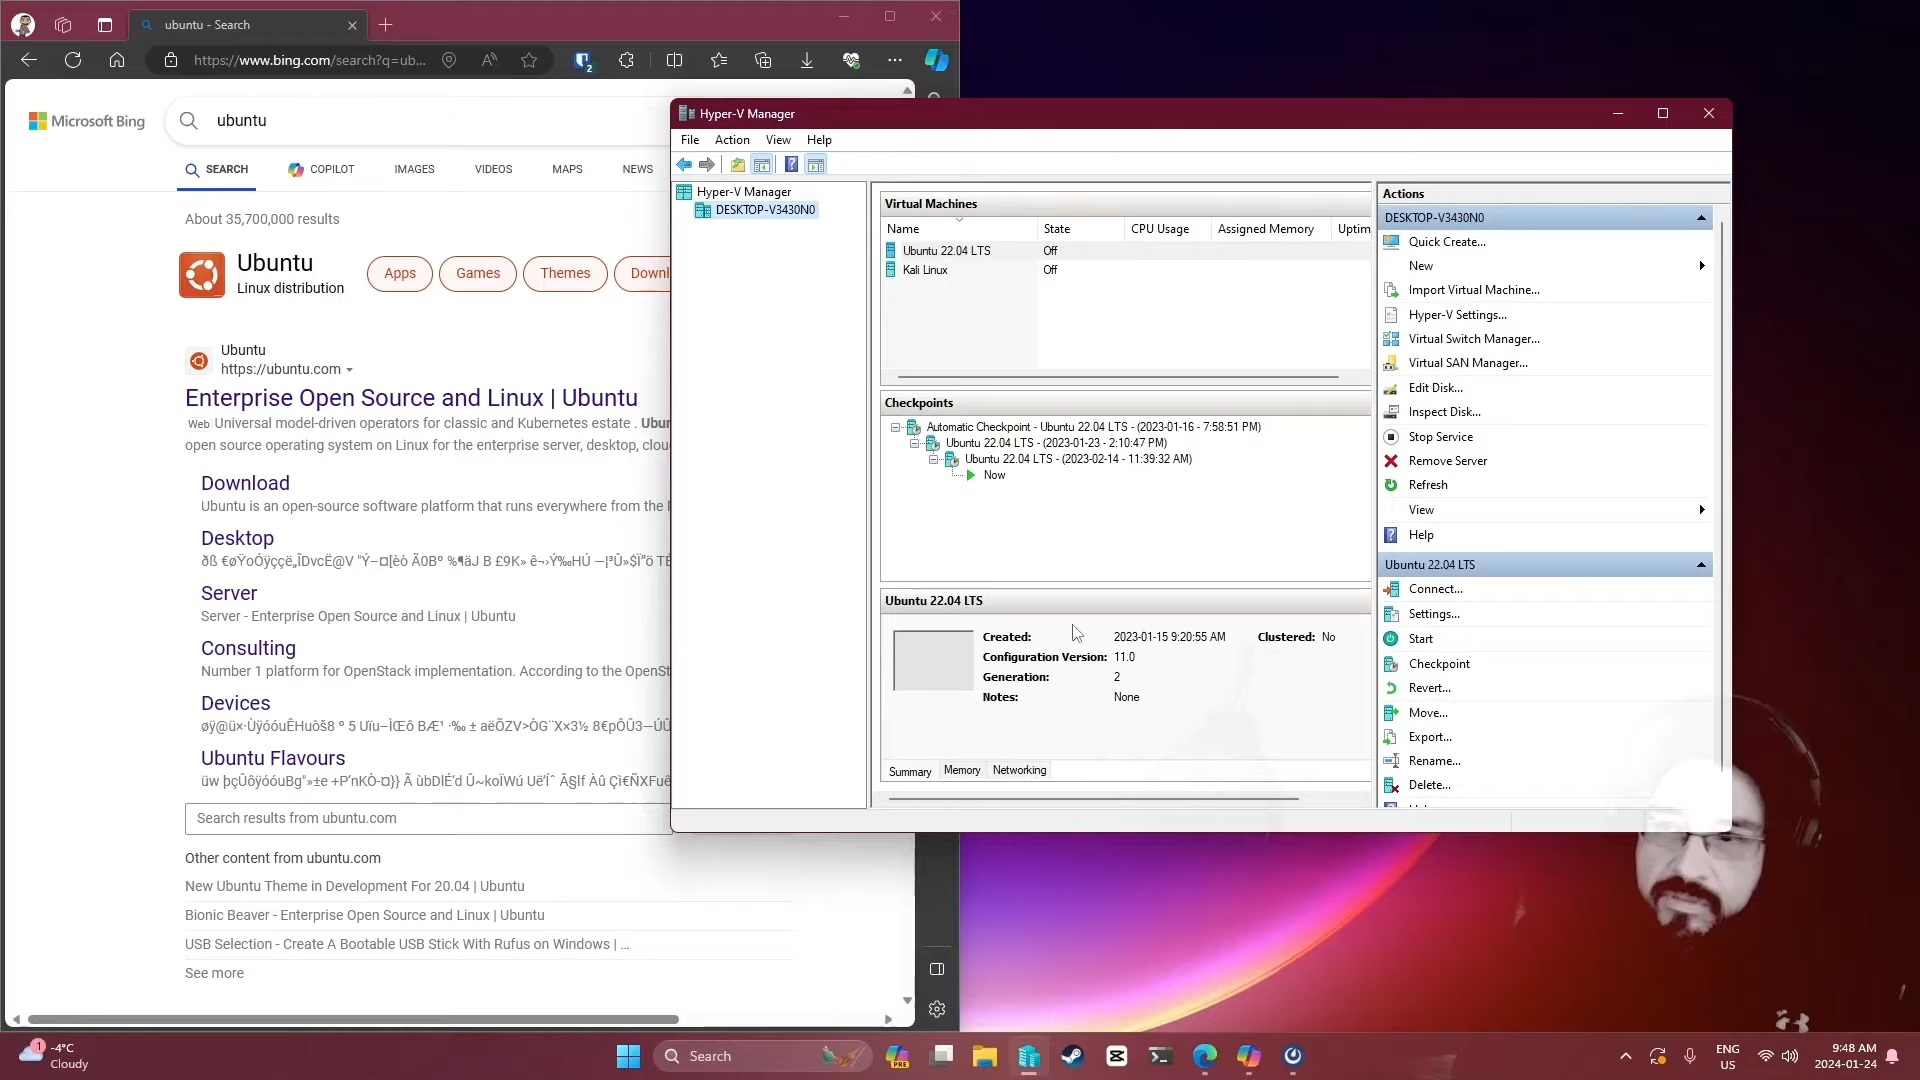 ubuntu - Search
https://www.bing.com/search?q=ub...
2
Microsoft Bing
ubuntu
SEARCH
COPILOT
IMAGES
VIDEOS
MAPS
NEWS
About 35,700,000 results
Ubuntu
Linux distribution
Apps
Games
Themes
Downl
Ubuntu
https://ubuntu.com
Enterprise Open Source and Linux | Ubuntu
Web Universal model-driven operators for classic and Kubernetes estate . Ubun
open source operating system on Linux for the enterprise server, desktop, clou
Download
Ubuntu is an open-source software platform that runs everywhere from the
Desktop
Server
Server - Enterprise Open Source and Linux | Ubuntu
Consulting
Number 1 platform for OpenStack implementation. According to the OpenSt
Devices
Ubuntu Flavours
Search results from ubuntu.com
Other content from ubuntu.com
New Ubuntu Theme in Development For 20.04 | Ubuntu
Bionic Beaver - Enterprise Open Source and Linux | Ubuntu
USB Selection - Create A Bootable USB Stick With Rufus on Windows | ...
See more
Hyper-V Manager
File Action View Help
Hyper-V Manager
DESKTOP-V3430N0
Virtual Machines
Name State CPU Usage Assigned Memory Uptim
Ubuntu 22.04 LTS Off
Kali Linux Off
Checkpoints
Automatic Checkpoint - Ubuntu 22.04 LTS - (2023-01-16 - 7:58:51 PM)
Ubuntu 22.04 LTS - (2023-01-23 - 2:10:47 PM)
Ubuntu 22.04 LTS - (2023-02-14 - 11:39:32 AM)
Now
Ubuntu 22.04 LTS
Created: 2023-01-15 9:20:55 AM Clustered: No
Configuration Version: 11.0
Generation: 2
Notes: None
Summary Memory Networking
Actions
DESKTOP-V3430N0
Quick Create...
New
Import Virtual Machine...
Hyper-V Settings...
Virtual Switch Manager...
Virtual SAN Manager...
Edit Disk...
Inspect Disk...
Stop Service
Remove Server
Refresh
View
Help
Ubuntu 22.04 LTS
Connect...
Settings...
Start
Checkpoint
Revert...
Move...
Export...
Rename...
Delete...
1
-4°C
Cloudy
Search
PRE
ENG
US
9:48 AM
2024-01-24